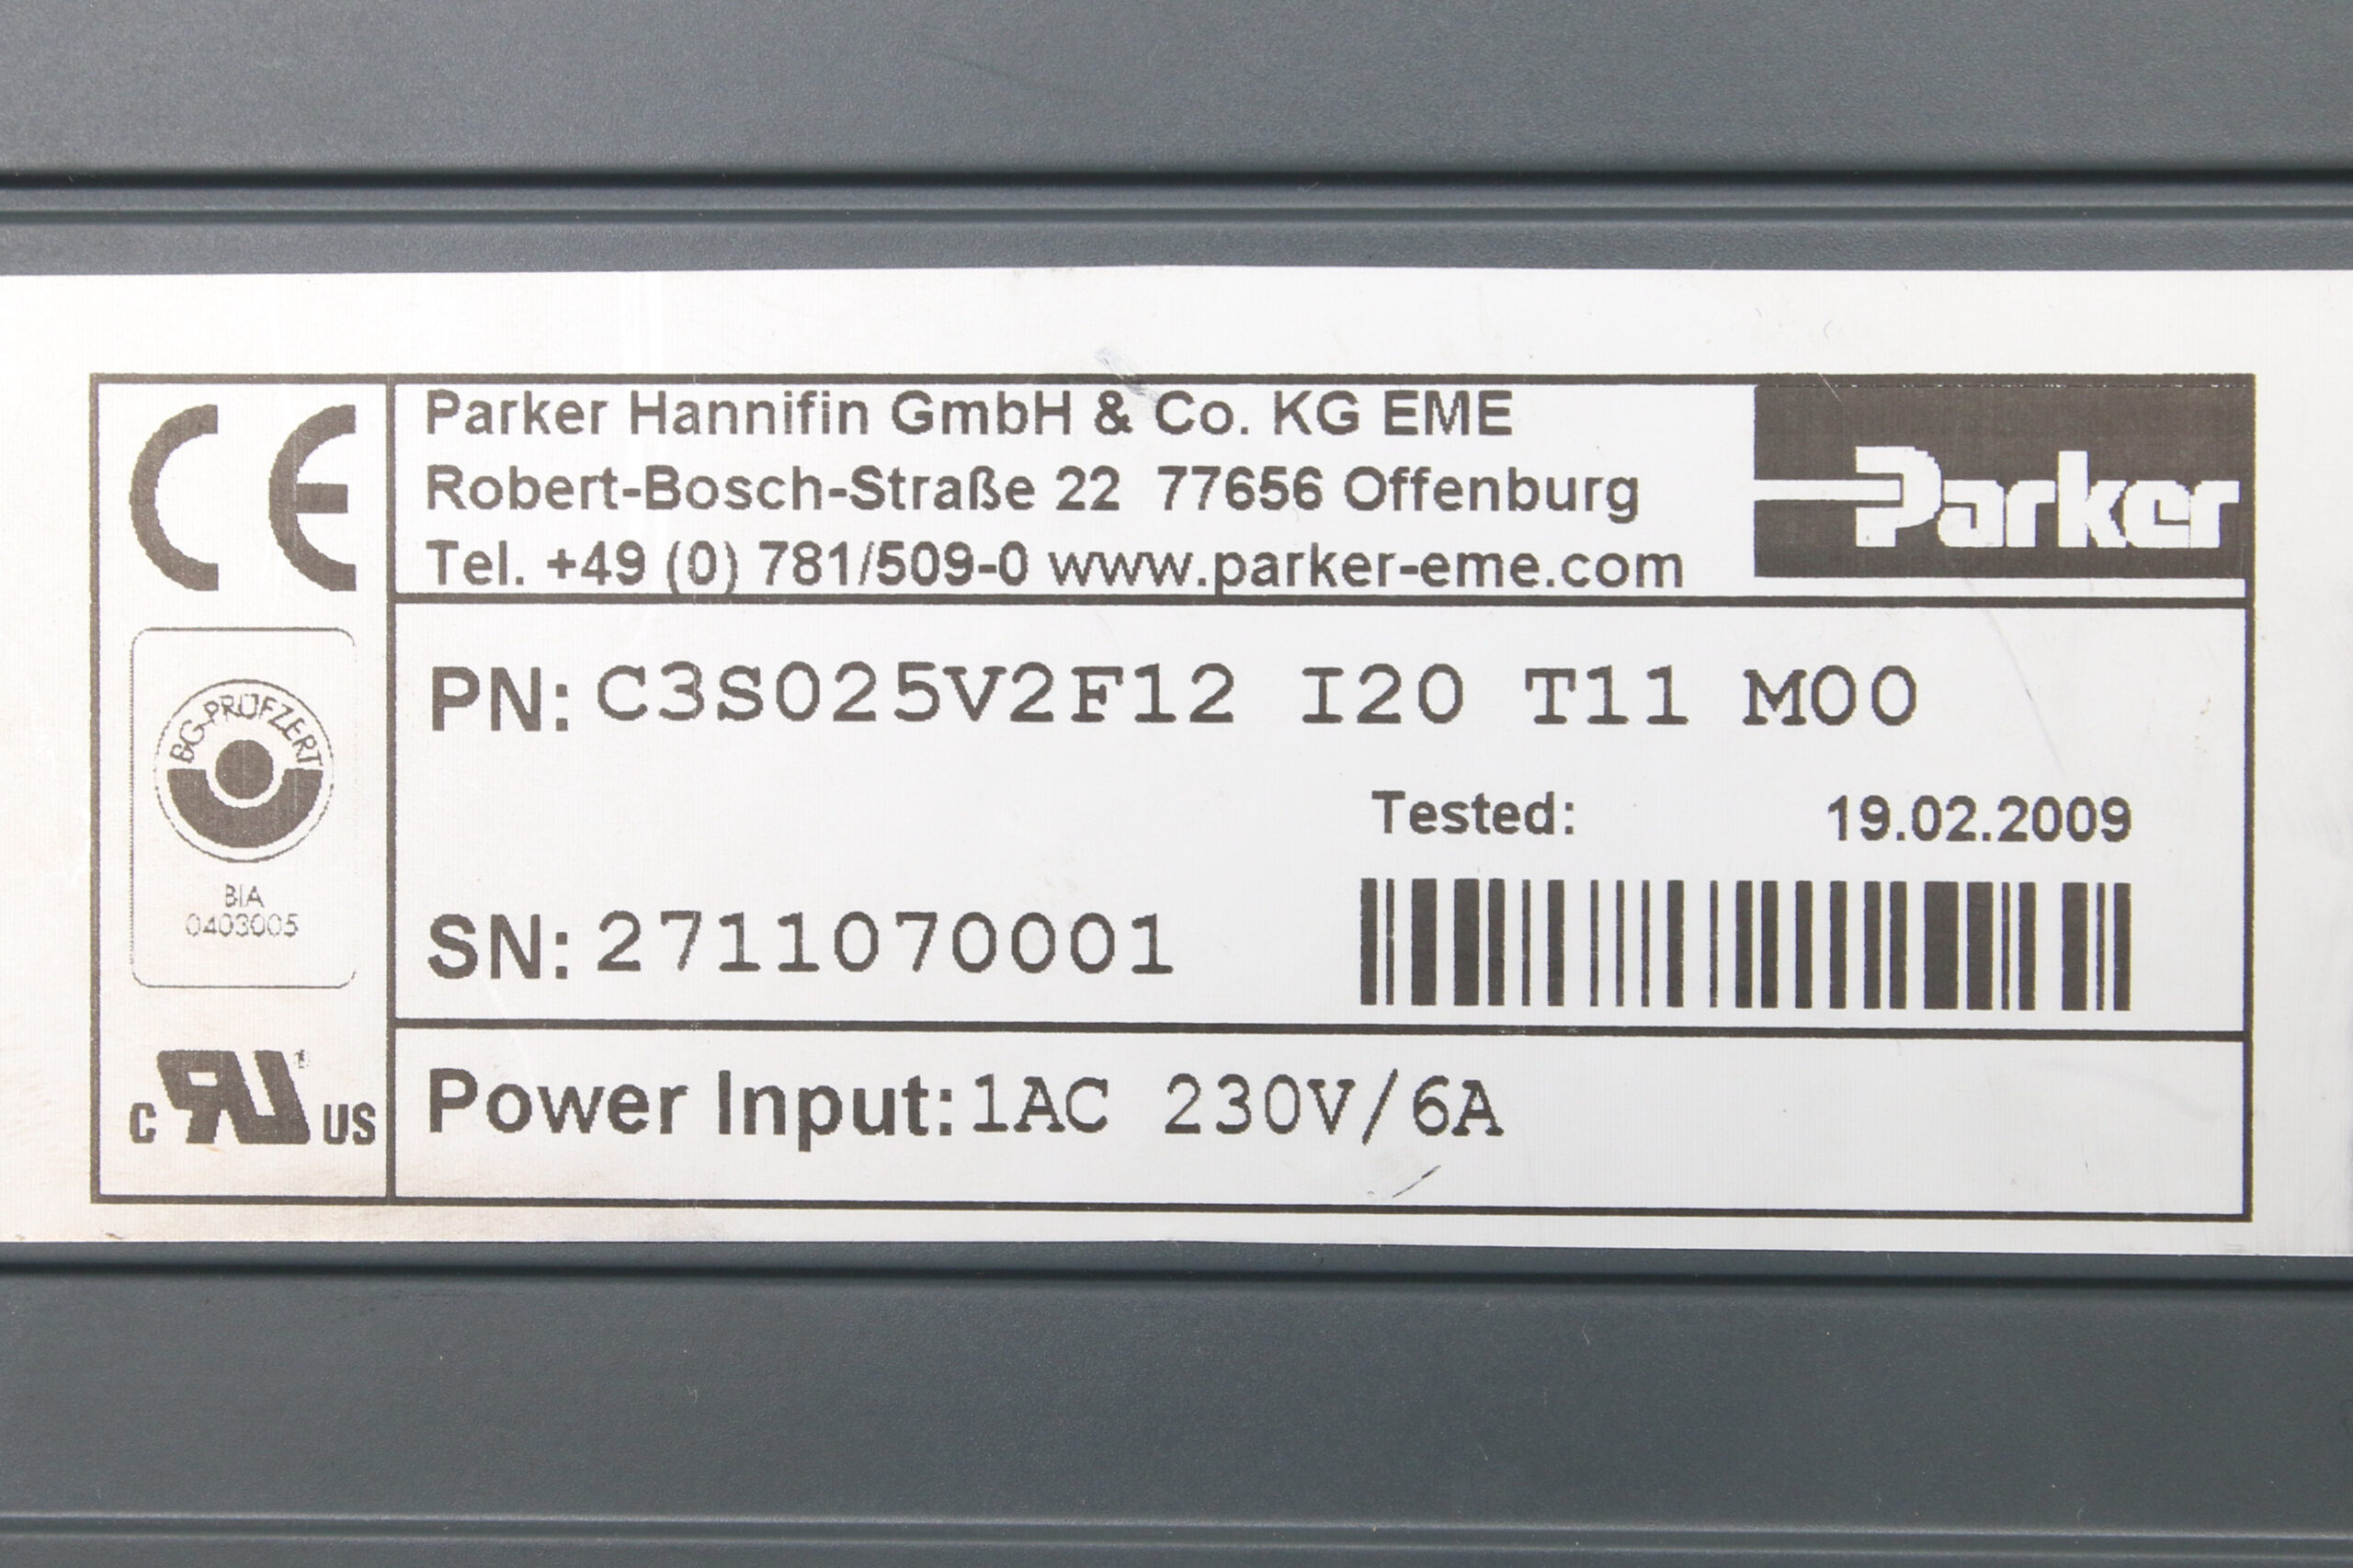 CE
Parker Hannifin GmbH & Co. KG EME
Robert-Bosch-Straße 22 77656 Offenburg
Tel. +49 (0) 781/509-0 www.parker-eme.com
Parker
BG-PRÜFZERT
BIA
0403005
PN: C3S025V2F12 I20 T11 M00
Tested: 19.02.2009
SN: 2711070001
c RU US
Power Input: 1AC 230V/6A